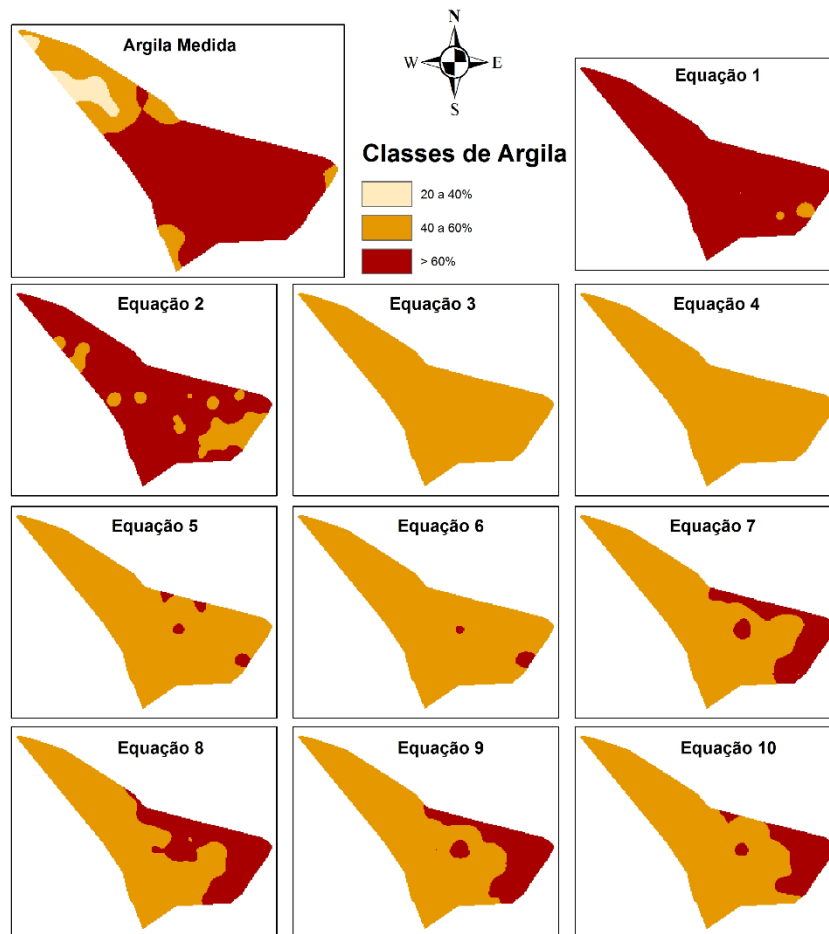 Argila Medida
N
W
E
S
Equação 1
Classes de Argila
20 a 40%
40 a 60%
> 60%
Equação 2
Equação 3
Equação 4
Equação 5
Equação 6
Equação 7
Equação 8
Equação 9
Equação 10